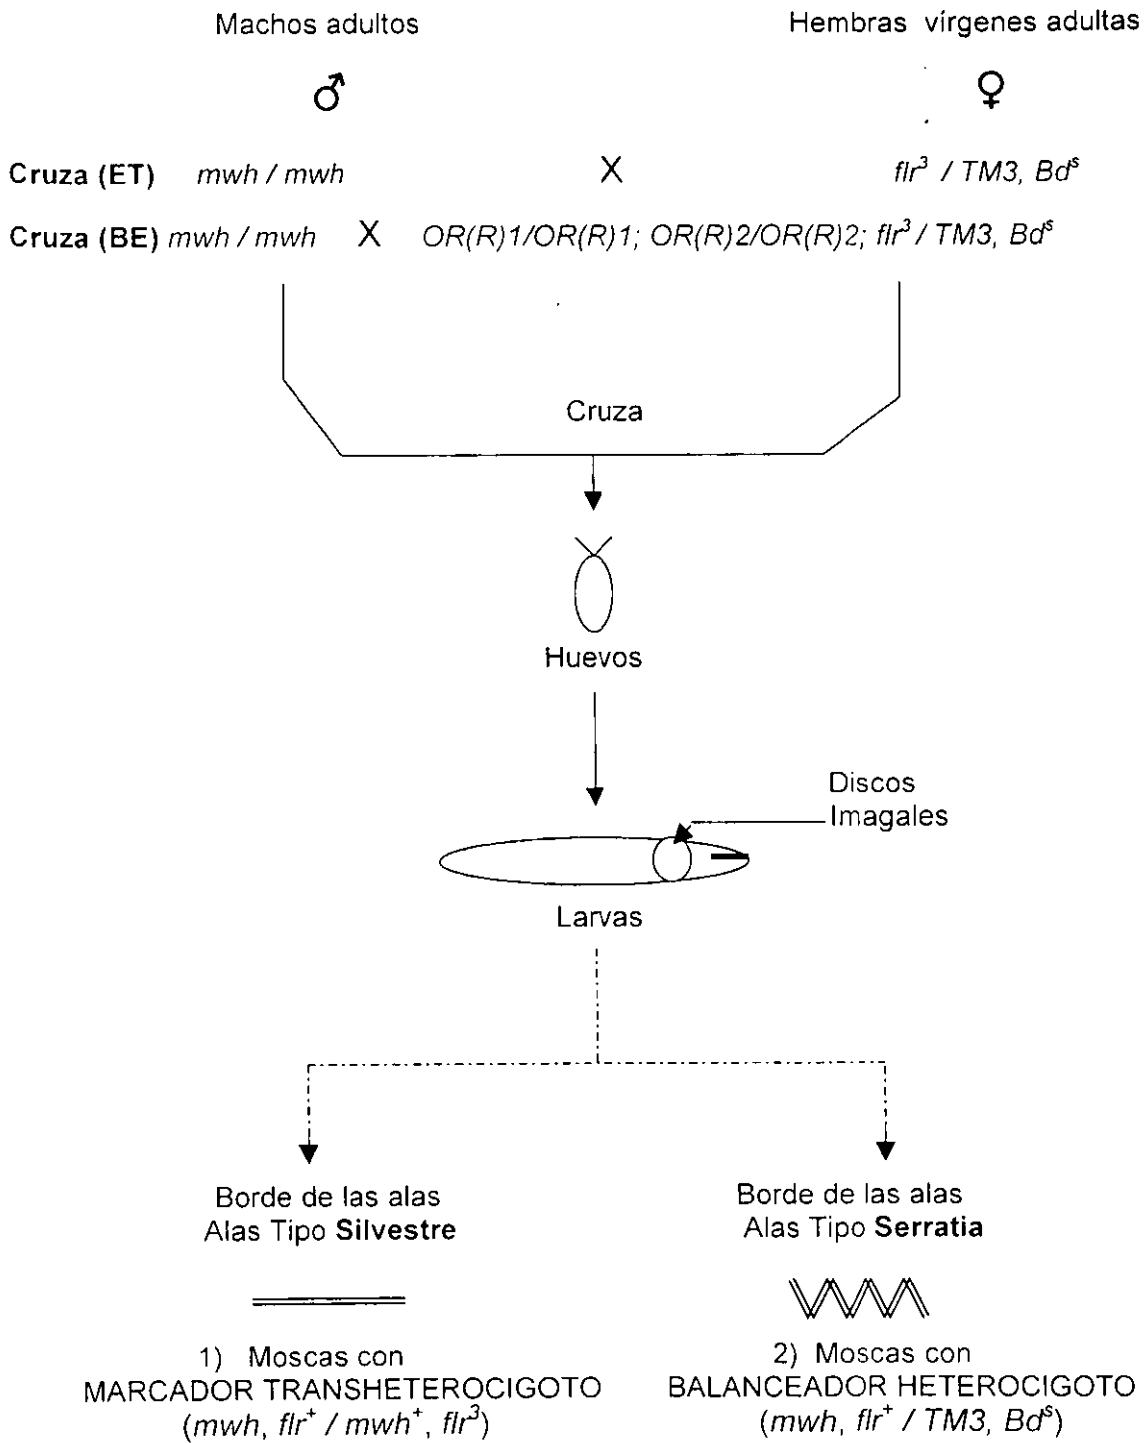 Machos adultos
Hembras vírgenes adultas
♂
♀
Cruza (ET) mwh / mwh X flr³ / TM3, Bdˢ
Cruza (BE) mwh / mwh X OR(R)1/OR(R)1; OR(R)2/OR(R)2; flr³ / TM3, Bdˢ
Cruza
Huevos
Discos
Imagales
Larvas
Borde de las alas
Alas Tipo Silvestre
Borde de las alas
Alas Tipo Serratia
1) Moscas con
MARCADOR TRANSHETEROCIGOTO
(mwh, flr⁺ / mwh⁺, flr³)
2) Moscas con
BALANCEADOR HETEROCIGOTO
(mwh, flr⁺ / TM3, Bdˢ)